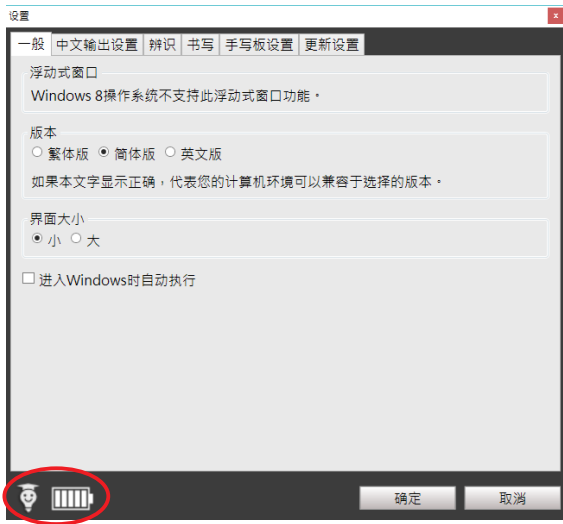 设置
x
一般 中文输出设置 辨识 书写 手写板设置 更新设置
浮动式窗口
Windows 8操作系统不支持此浮动式窗口功能。
版本
繁体版 简体版 英文版
如果本文字显示正确,代表您的计算机环境可以兼容于选择的版本。
界面大小
小 大
进入Windows时自动执行
确定 取消